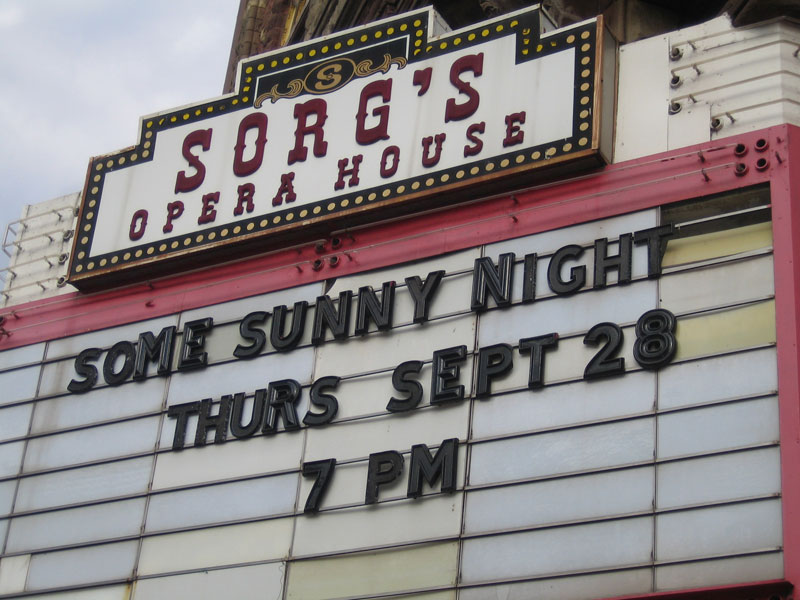 S
SORG'S
OPERA HOUSE
SOME SUNNY NIGHT
THURS SEPT 28
7 PM